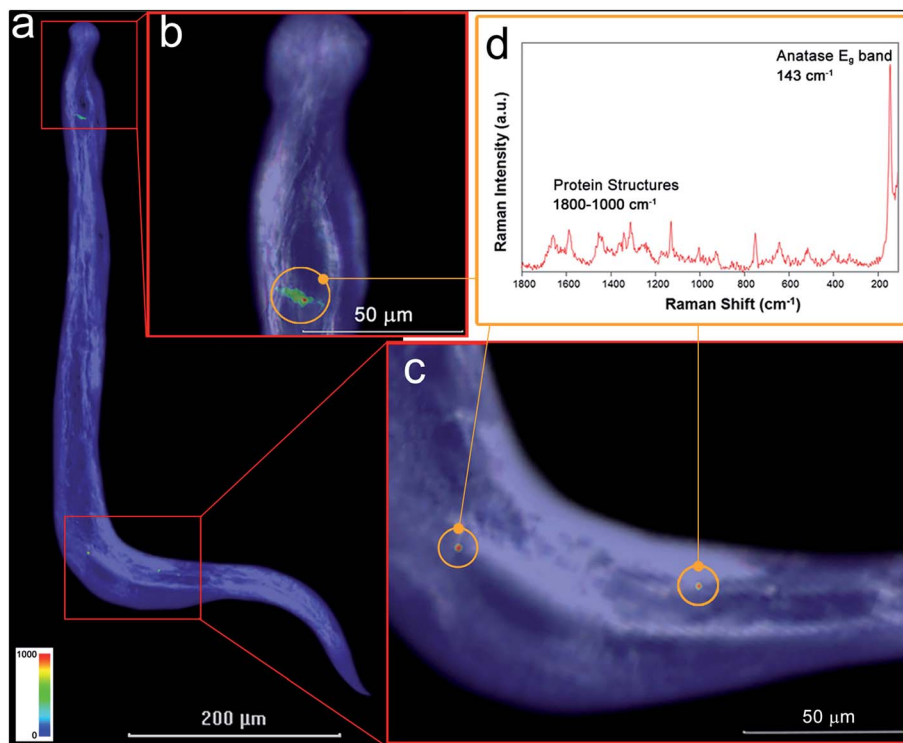 a
b
d
Anatase Eg band
143 cm⁻¹
Protein Structures
1800-1000 cm⁻¹
Raman Intensity (a.u.)
1800 1600 1400 1200 1000 800 600 400 200
Raman Shift (cm⁻¹)
50 µm
c
1000
0
200 µm
50 µm